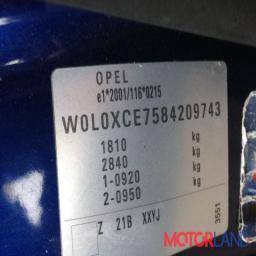 OPEL
e1*2001/116*0215
W0L0XCE7584209743
1810 kg
2840 kg
1-0920 kg
2-0950 kg
Z 21B XXYJ
3551
MOTORLAND